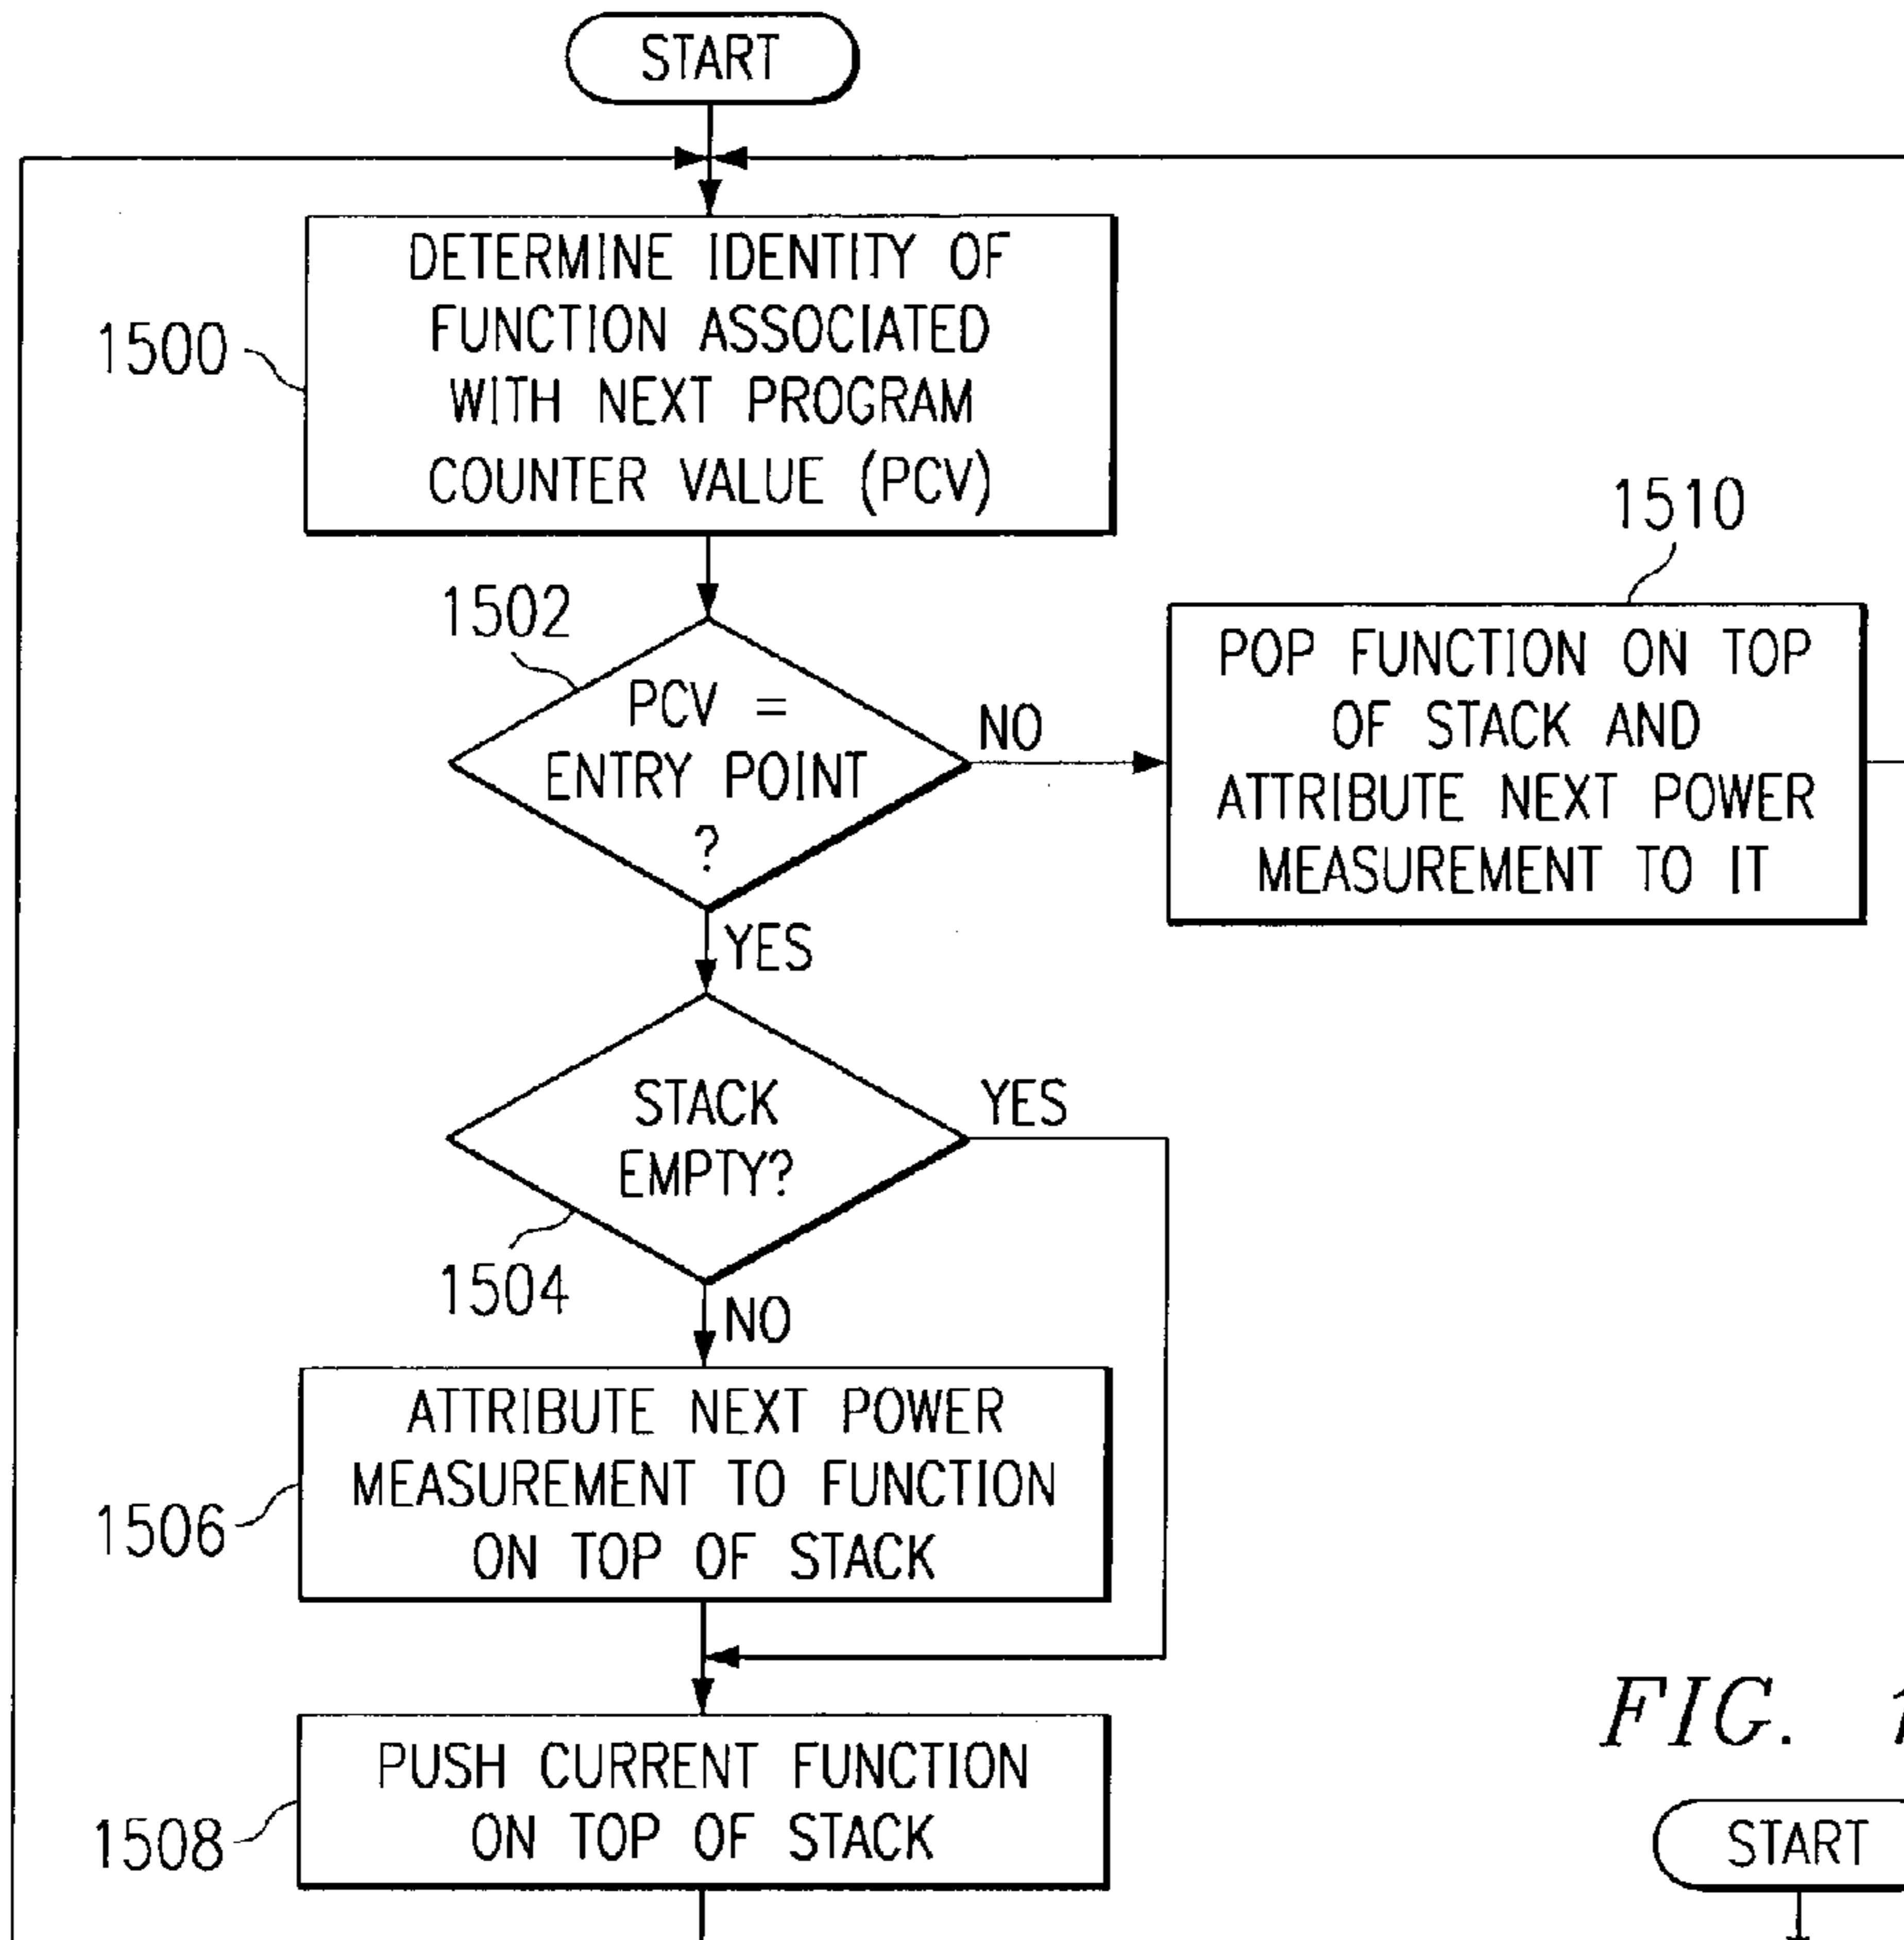 START
DETERMINE IDENTITY OF
FUNCTION ASSOCIATED
WITH NEXT PROGRAM
COUNTER VALUE (PCV)
1500
1502
PCV =
ENTRY POINT
?
NO
1510
POP FUNCTION ON TOP
OF STACK AND
ATTRIBUTE NEXT POWER
MEASUREMENT TO IT
YES
STACK
EMPTY?
YES
1504
NO
ATTRIBUTE NEXT POWER
MEASUREMENT TO FUNCTION
ON TOP OF STACK
1506
PUSH CURRENT FUNCTION
ON TOP OF STACK
1508
FIG.
START